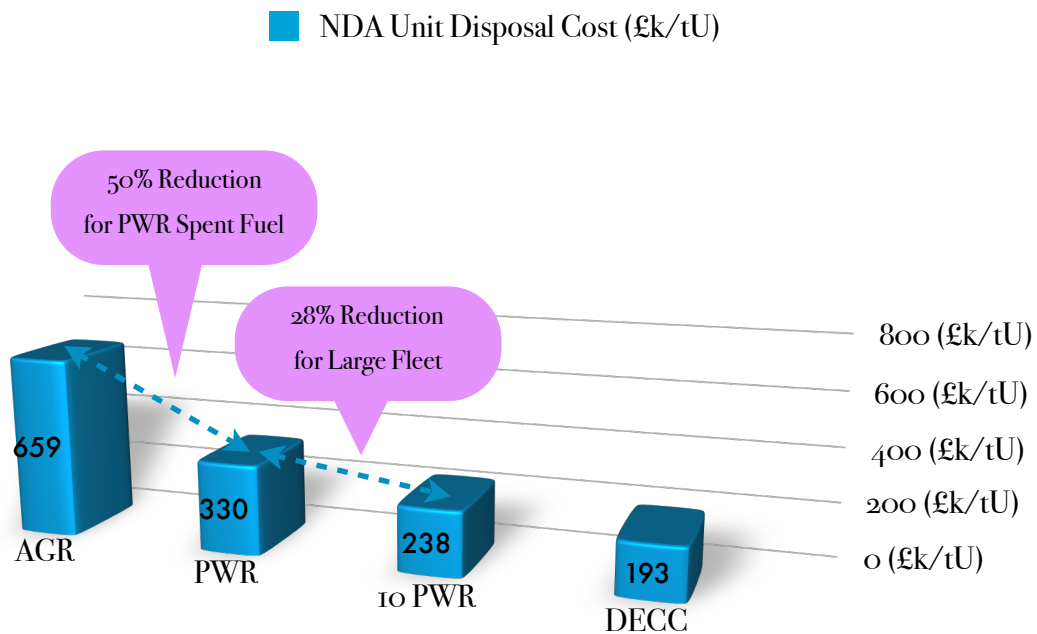 NDA Unit Disposal Cost (£k/tU)
50% Reduction
for PWR Spent Fuel
28% Reduction
for Large Fleet
800 (£k/tU)
600 (£k/tU)
400 (£k/tU)
200 (£k/tU)
0 (£k/tU)
659
330
238
193
AGR
PWR
10 PWR
DECC